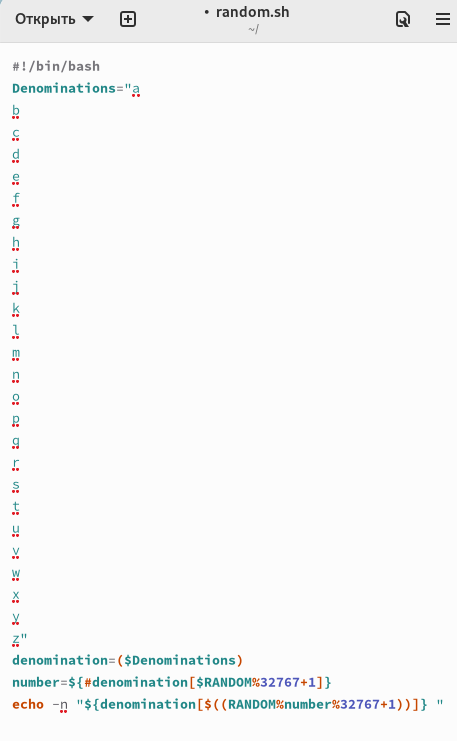 Открыть
• random.sh
~/
#!/bin/bash
Denominations="a
b
c
d
e
f
g
h
i
j
k
l
m
n
o
p
q
r
s
t
u
v
w
x
y
z"
denomination=($Denominations)
number=${#denomination[$RANDOM%32767+1]}
echo -n "${denomination[$((RANDOM%number%32767+1))]} "